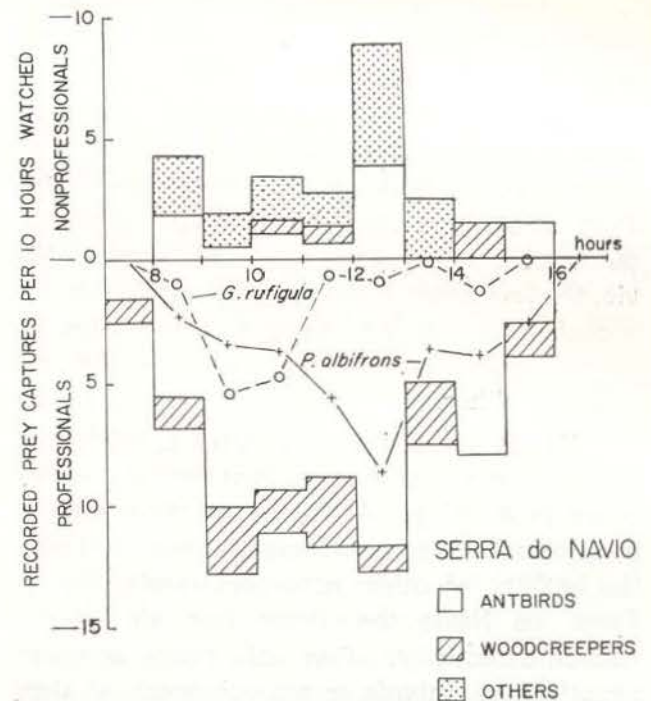 RECORDED PREY CAPTURES PER 10 HOURS WATCHED
NONPROFESSIONALS
PROFESSIONALS
10
5
0
5
10
15
8
10
12
14
16
hours
G. rufigula
P. albifrons
SERRA do NAVIO
ANTBIRDS
WOODCREEPERS
OTHERS